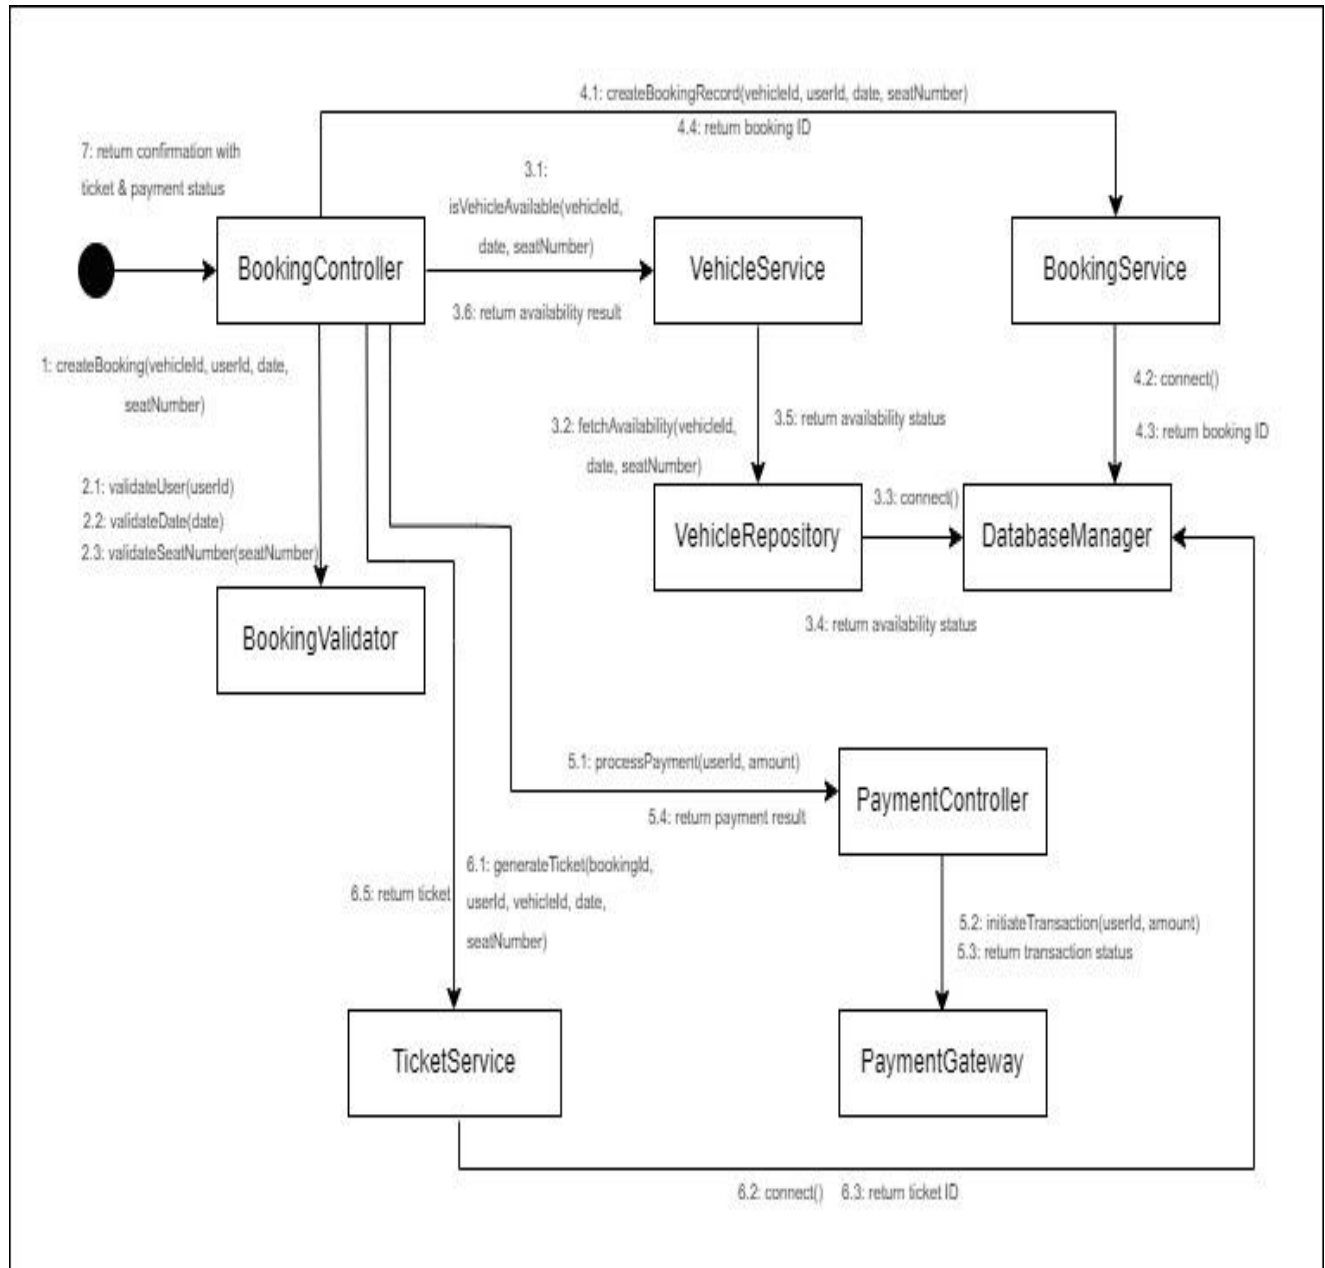 4.1: createBookingRecord(vehicleId, userId, date, seatNumber)
4.4: return booking ID
7: return confirmation with
ticket & payment status
3.1:
isVehicleAvailable(vehicleId,
date, seatNumber)
BookingController
VehicleService
BookingService
3.6: return availability result
1: createBooking(vehicleId, userId, date,
seatNumber)
4.2: connect()
4.3: return booking ID
3.2: fetchAvailability(vehicleId,
date, seatNumber)
3.5: return availability status
2.1: validateUser(userId)
2.2: validateDate(date)
2.3: validateSeatNumber(seatNumber)
3.3: connect()
VehicleRepository
DatabaseManager
3.4: return availability status
BookingValidator
5.1: processPayment(userId, amount)
5.4: return payment result
PaymentController
6.5: return ticket
6.1: generateTicket(bookingId,
userId, vehicleId, date,
seatNumber)
5.2: initiateTransaction(userId, amount)
5.3: return transaction status
TicketService
PaymentGateway
6.2: connect()
6.3: return ticket ID